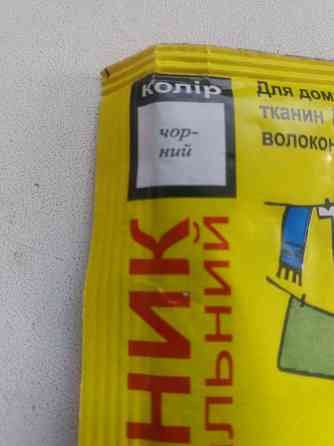 Колір
чор-
ний
Для дом
тканин
волокон
НИК
ЛЬНИЙ